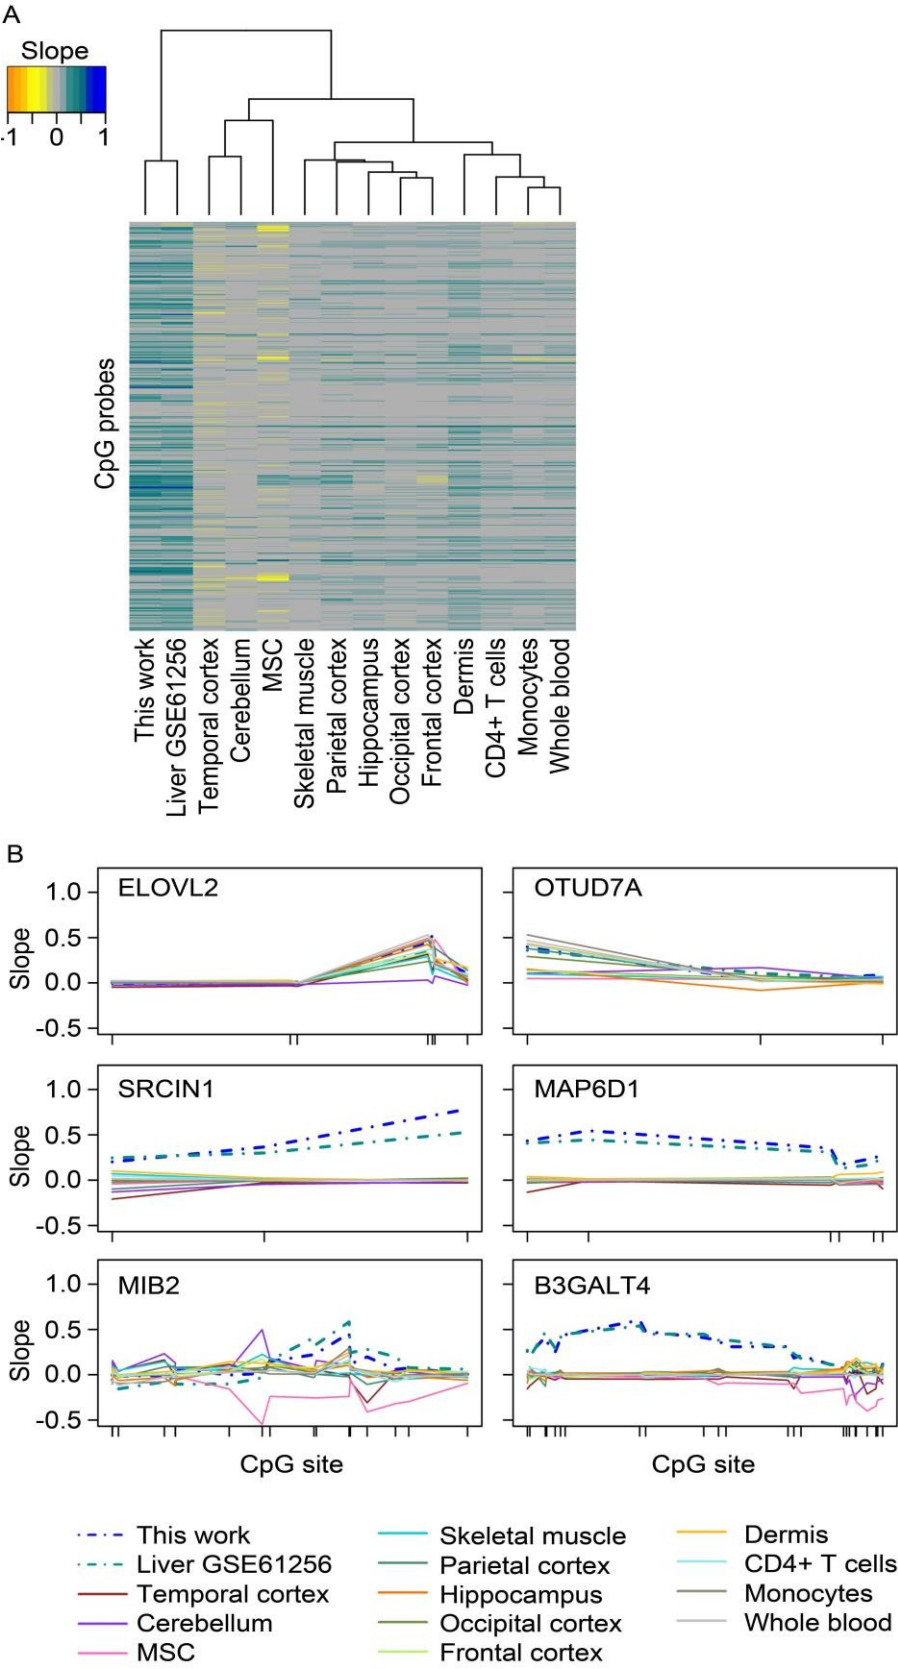 A
Slope
-1 0 1
CpG probes
This work
Liver GSE61256
Temporal cortex
Cerebellum
MSC
Skeletal muscle
Parietal cortex
Hippocampus
Occipital cortex
Frontal cortex
Dermis
CD4+ T cells
Monocytes
Whole blood
B
ELOVL2
OTUD7A
Slope
1.0
0.5
0.0
-0.5
SRCIN1
MAP6D1
Slope
1.0
0.5
0.0
-0.5
MIB2
B3GALT4
Slope
1.0
0.5
0.0
-0.5
CpG site
CpG site
This work
Liver GSE61256
Temporal cortex
Cerebellum
MSC
Skeletal muscle
Parietal cortex
Hippocampus
Occipital cortex
Frontal cortex
Dermis
CD4+ T cells
Monocytes
Whole blood